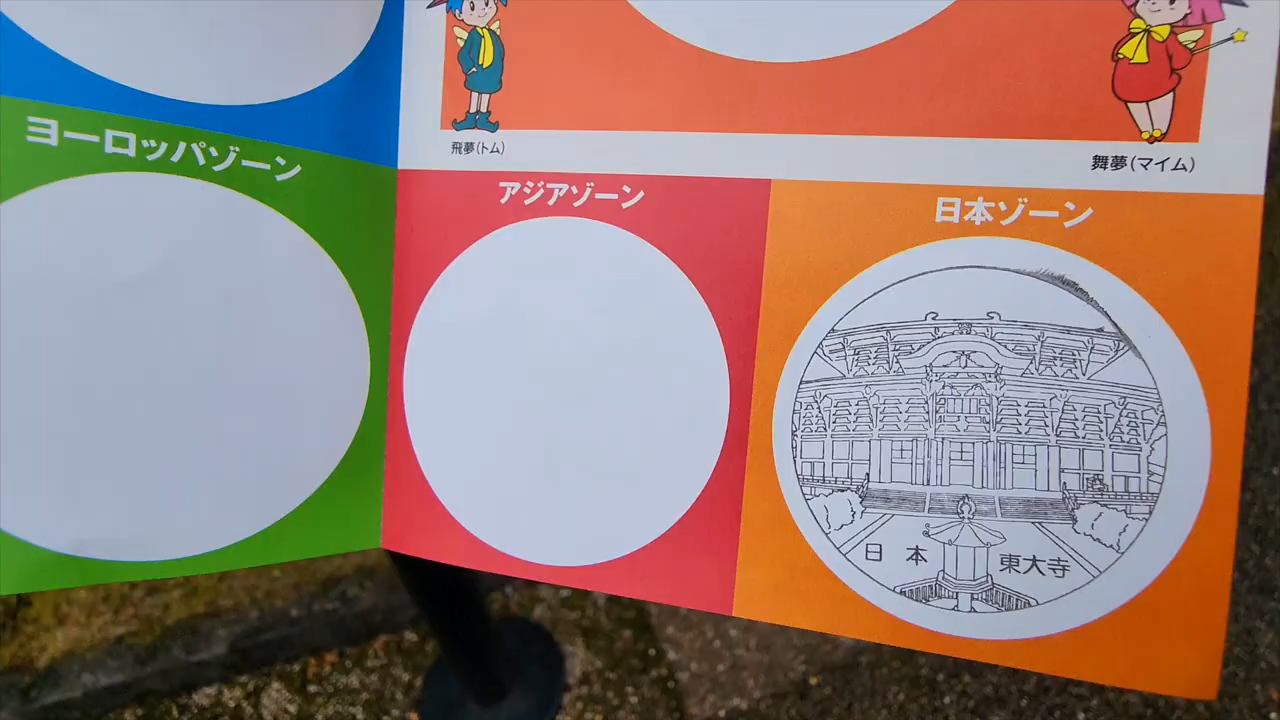 飛夢(トム)
舞夢(マイム)
ヨーロッパゾーン
アジアゾーン
日本ゾーン
日本 東大寺